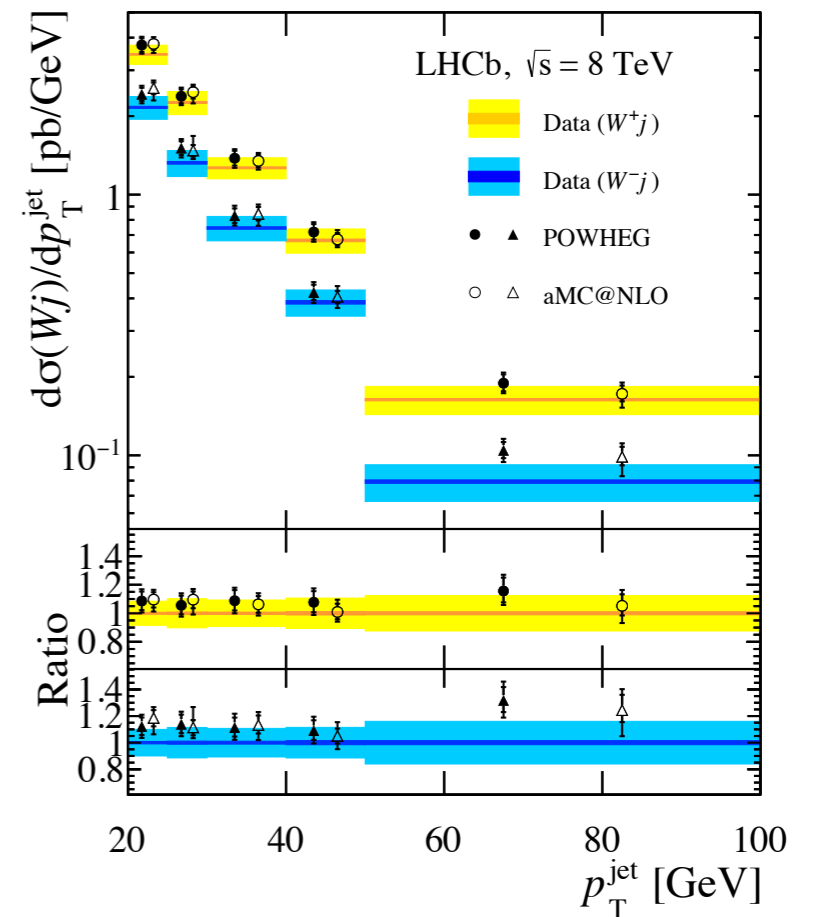 LHCb, √s = 8 TeV
Data (W⁺j)
Data (W⁻j)
POWHEG
aMC@NLO
dσ(Wj)/dp_T^jet [pb/GeV]
1
10⁻¹
Ratio
1.4
1.2
1
0.8
1.4
1.2
1
0.8
20 40 60 80 100
p_T^jet [GeV]